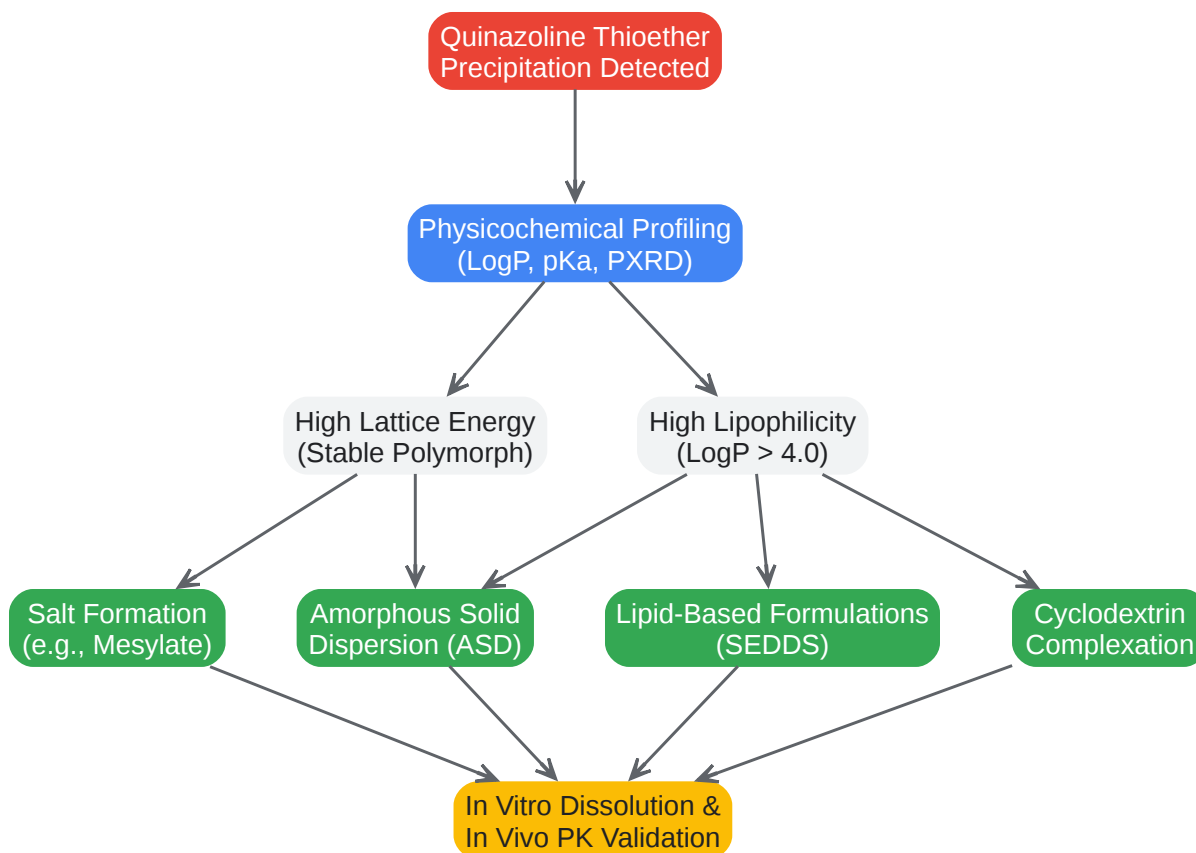 Quinazoline Thioether
Precipitation Detected
Physicochemical Profiling
(LogP, pKa, PXRD)
High Lattice Energy
(Stable Polymorph)
High Lipophilicity
(LogP > 4.0)
Salt Formation
(e.g., Mesylate)
Amorphous Solid
Dispersion (ASD)
Lipid-Based Formulations
(SEDDS)
Cyclodextrin
Complexation
In Vitro Dissolution &
In Vivo PK Validation